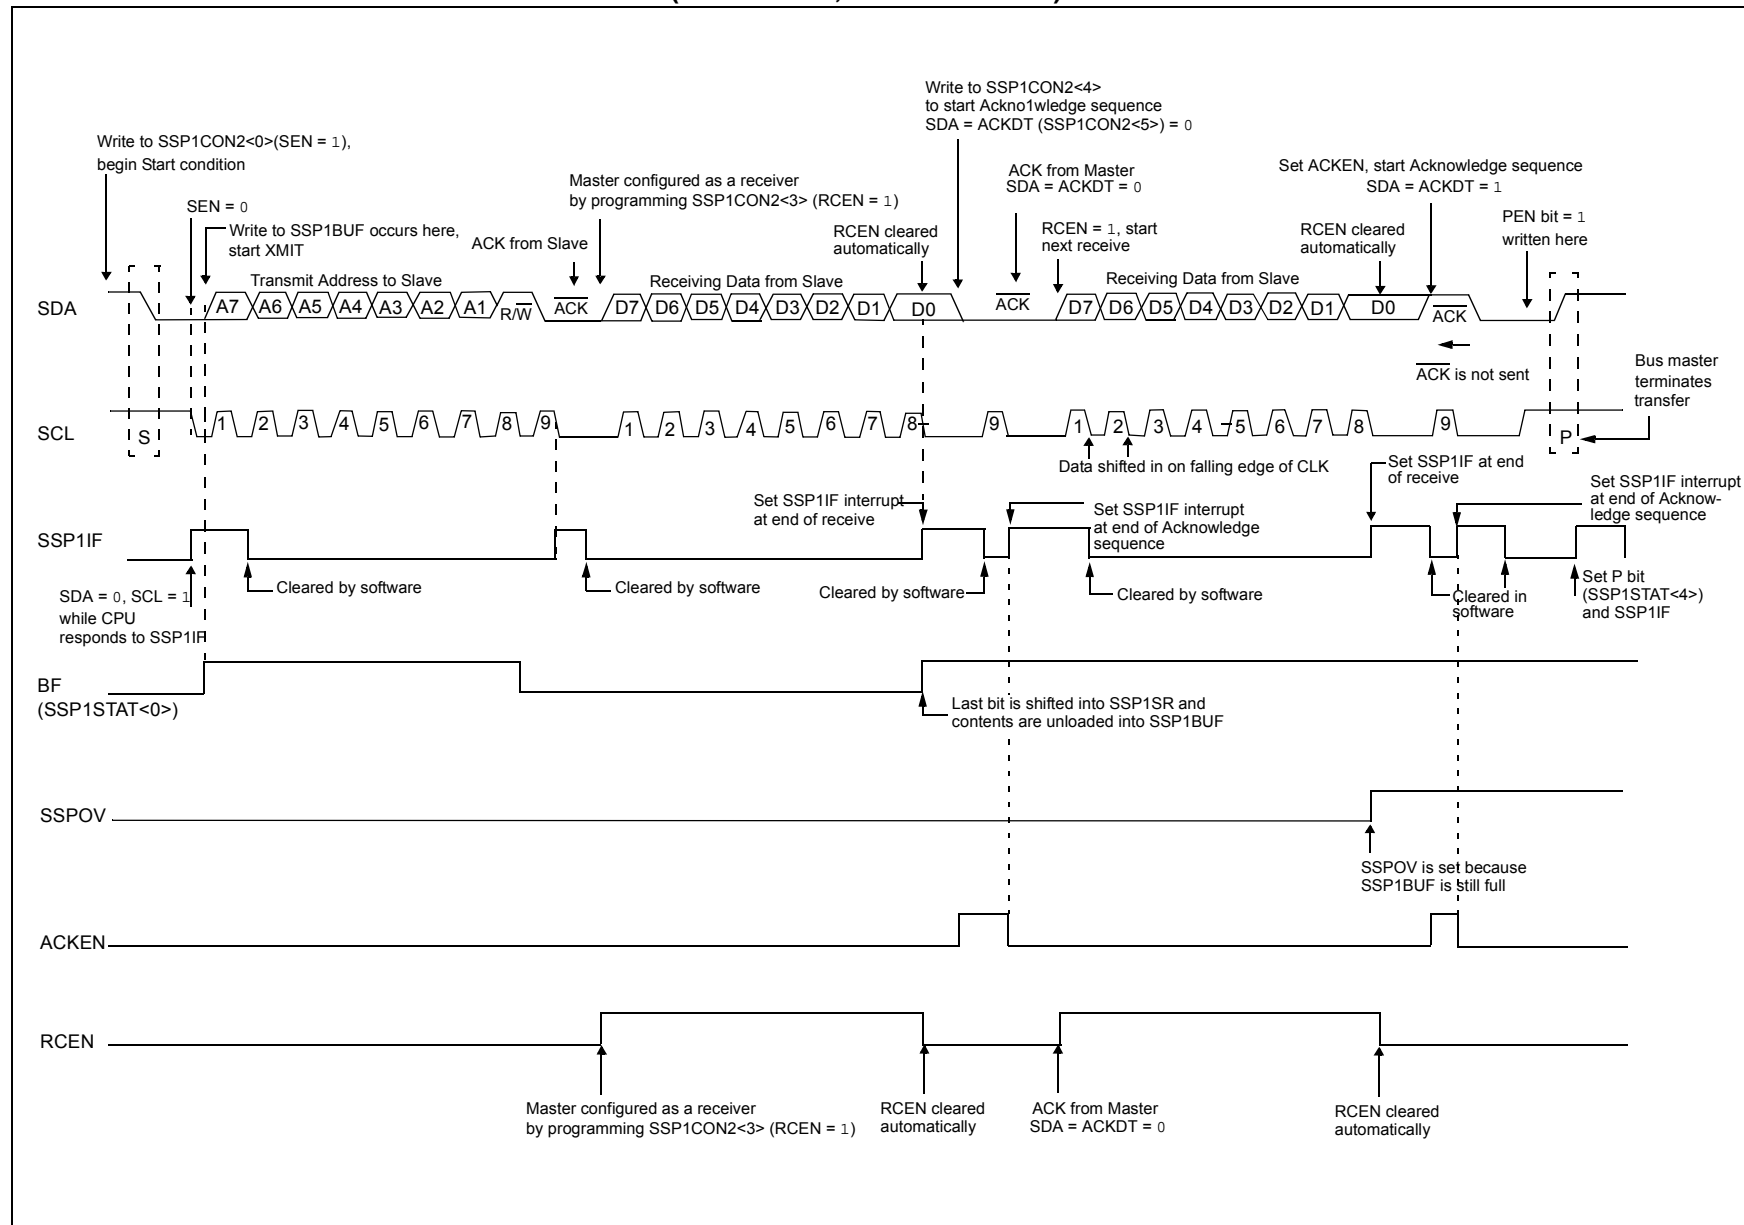 Write to SSP1CON2<4>
to start Ackno1wledge sequence
SDA = ACKDT (SSP1CON2<5>) = 0
Write to SSP1CON2<0>(SEN = 1),
begin Start condition
Master configured as a receiver
by programming SSP1CON2<3> (RCEN = 1)
ACK from Master
SDA = ACKDT = 0
Set ACKEN, start Acknowledge sequence
SDA = ACKDT = 1
SEN = 0
Write to SSP1BUF occurs here,
start XMIT
ACK from Slave
RCEN cleared
automatically
RCEN = 1, start
next receive
RCEN cleared
automatically
PEN bit = 1
written here
Transmit Address to Slave
Receiving Data from Slave
Receiving Data from Slave
SDA
A7 A6 A5 A4 A3 A2 A1 R/W ACK D7 D6 D5 D4 D3 D2 D1 D0 ACK D7 D6 D5 D4 D3 D2 D1 D0 ACK
ACK is not sent
Bus master
terminates
transfer
SCL
S 1 2 3 4 5 6 7 8 9 1 2 3 4 5 6 7 8 9 1 2 3 4 5 6 7 8 9 P
Data shifted in on falling edge of CLK
Set SSP1IF at end
of receive
Set SSP1IF interrupt
at end of receive
Set SSP1IF interrupt
at end of Acknowledge
sequence
Set SSP1IF interrupt
at end of Acknow-
ledge sequence
SSP1IF
Cleared by software
Cleared by software
Cleared by software
Cleared by software
Cleared in
software
Set P bit
(SSP1STAT<4>)
and SSP1IF
SDA = 0, SCL = 1
while CPU
responds to SSP1IF
BF
(SSP1STAT<0>)
Last bit is shifted into SSP1SR and
contents are unloaded into SSP1BUF
SSPOV
SSPOV is set because
SSP1BUF is still full
ACKEN
RCEN
Master configured as a receiver
by programming SSP1CON2<3> (RCEN = 1)
RCEN cleared
automatically
ACK from Master
SDA = ACKDT = 0
RCEN cleared
automatically